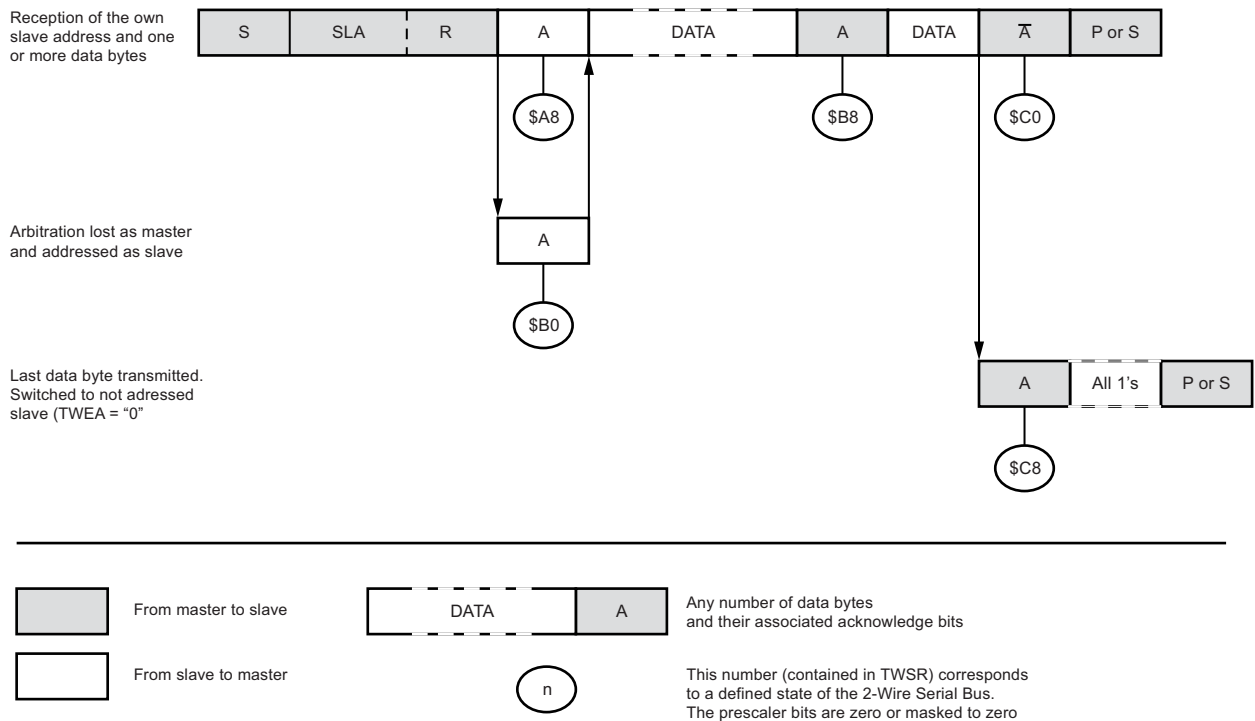 Reception of the own
slave address and one
or more data bytes
S SLA R A DATA A DATA A̅ P or S
$A8 $B8 $C0
Arbitration lost as master
and addressed as slave
A
$B0
Last data byte transmitted.
Switched to not adressed
slave (TWEA = “0”
A All 1's P or S
$C8
From master to slave
DATA A
Any number of data bytes
and their associated acknowledge bits
From slave to master
n
This number (contained in TWSR) corresponds
to a defined state of the 2-Wire Serial Bus.
The prescaler bits are zero or masked to zero